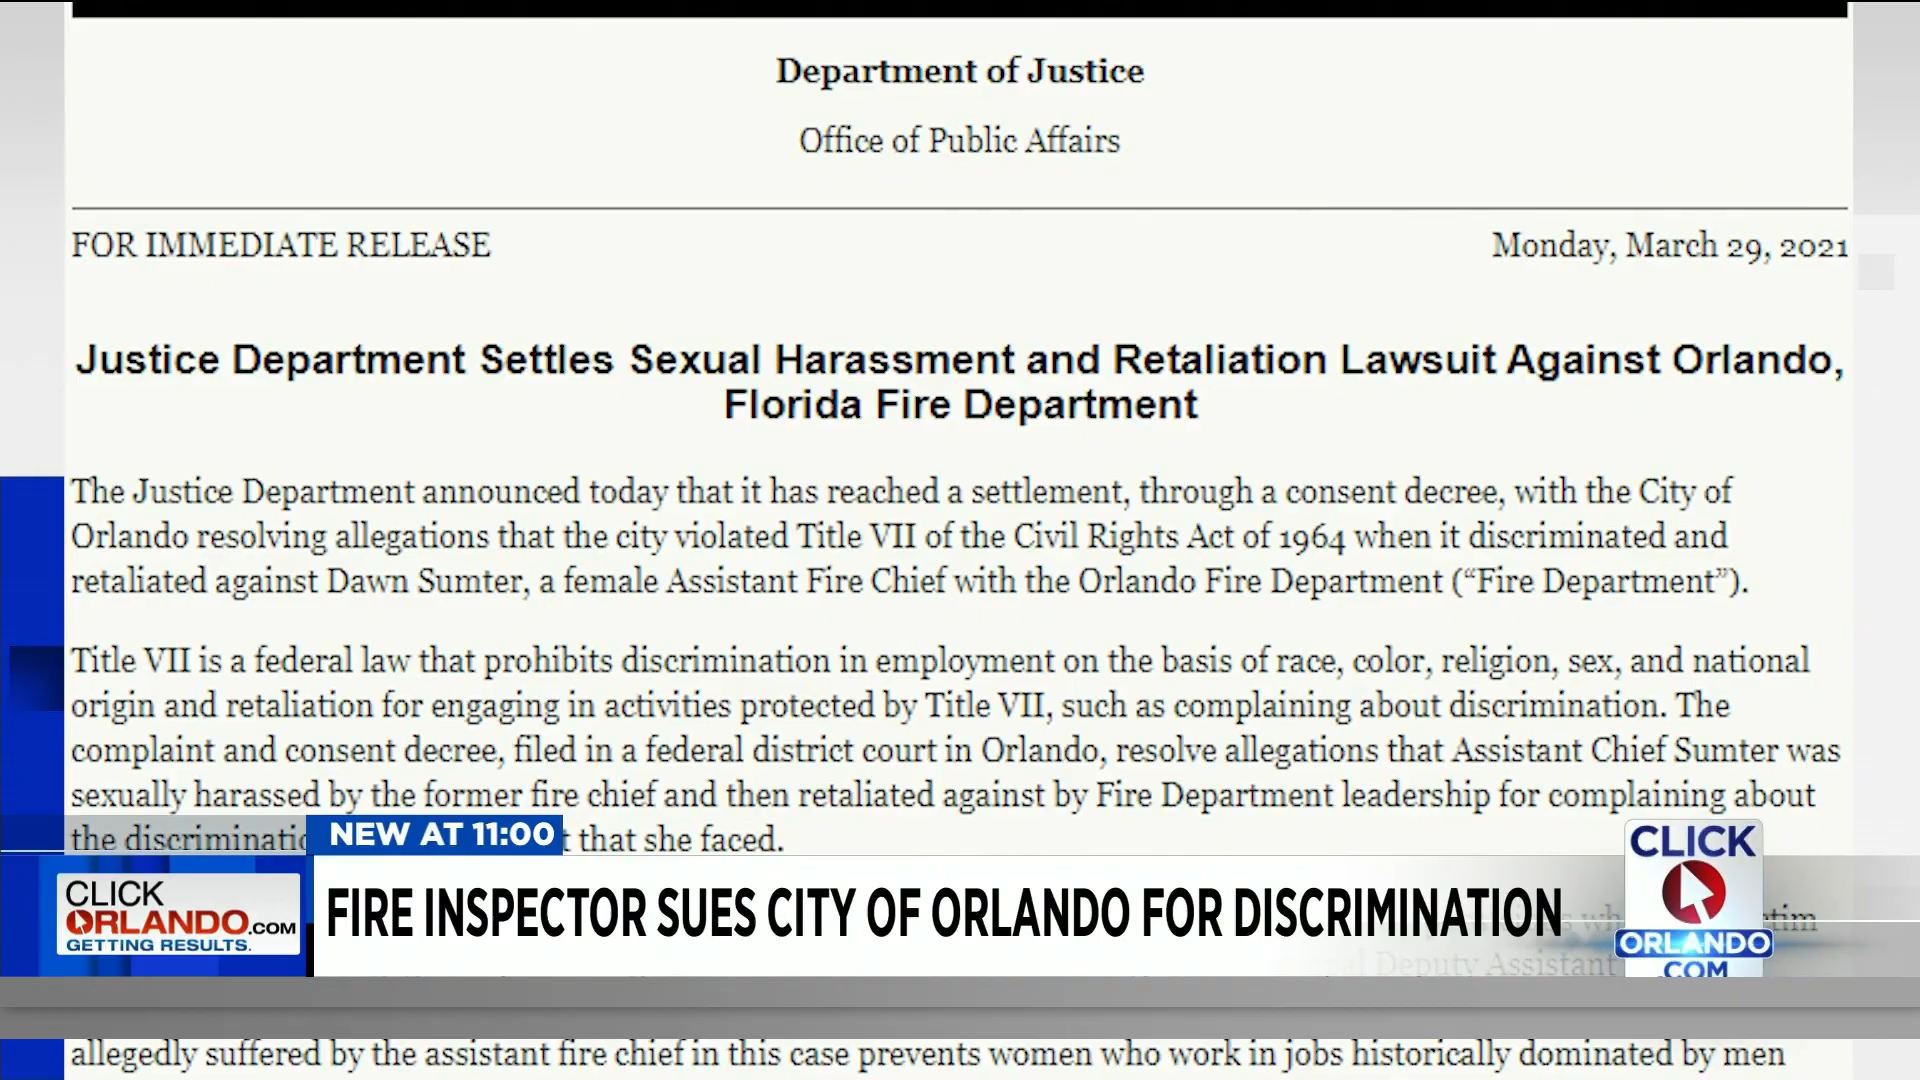 Department of Justice
Office of Public Affairs
FOR IMMEDIATE RELEASE
Monday, March 29, 2021
Justice Department Settles Sexual Harassment and Retaliation Lawsuit Against Orlando,
Florida Fire Department
The Justice Department announced today that it has reached a settlement, through a consent decree, with the City of
Orlando resolving allegations that the city violated Title VII of the Civil Rights Act of 1964 when it discriminated and
retaliated against Dawn Sumter, a female Assistant Fire Chief with the Orlando Fire Department (“Fire Department”).
Title VII is a federal law that prohibits discrimination in employment on the basis of race, color, religion, sex, and national
origin and retaliation for engaging in activities protected by Title VII, such as complaining about discrimination. The
complaint and consent decree, filed in a federal district court in Orlando, resolve allegations that Assistant Chief Sumter was
sexually harassed by the former fire chief and then retaliated against by Fire Department leadership for complaining about
the that she faced.
NEW AT 11:00
CLICK
ORLANDO.COM
GETTING RESULTS.
FIRE INSPECTOR SUES CITY OF ORLANDO FOR DISCRIMINATION
CLICK
ORLANDO
.COM
Deputy Assistant
allegedly suffered by the assistant fire chief in this case prevents women who work in jobs historically dominated by men